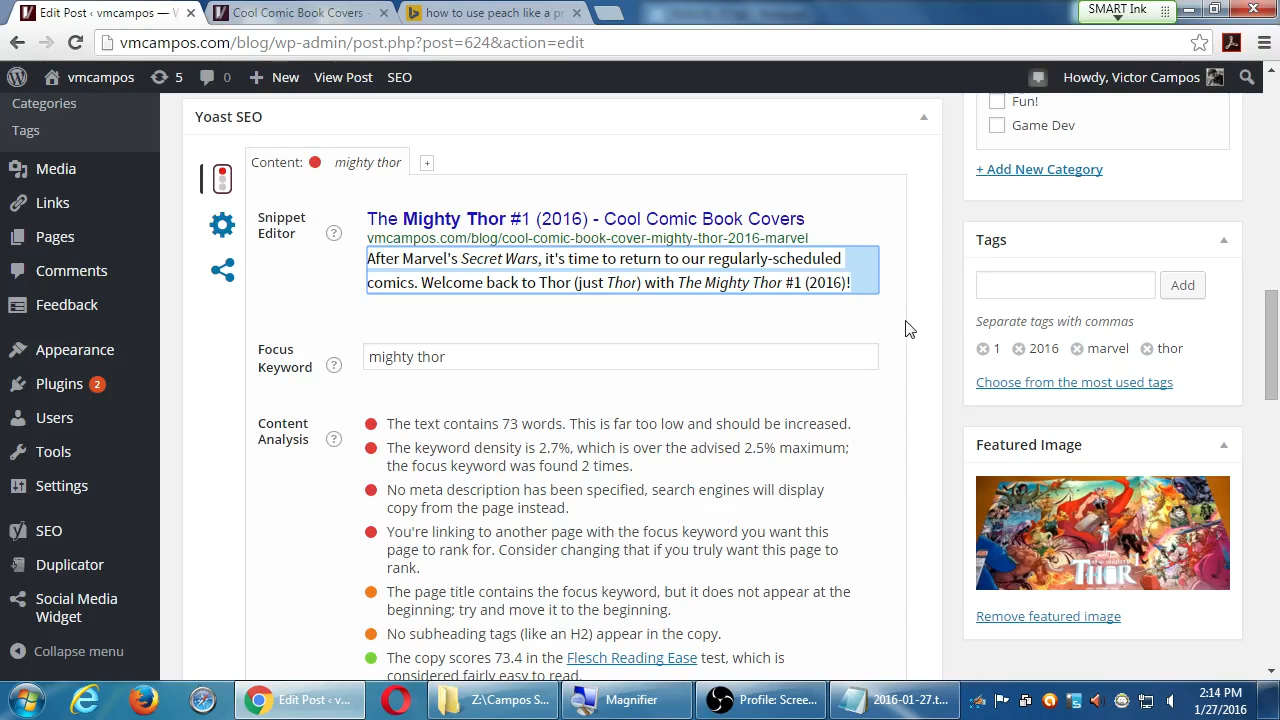 Edit Post ‹ vmcampos — W
Cool Comic Book Covers -
how to use peach like a pr
SMART Ink
vmcampos.com/blog/wp-admin/post.php?post=624&action=edit
vmcampos
5
0
New
View Post
SEO
Howdy, Victor Campos
Categories
Tags
Media
Links
Pages
Comments
Feedback
Appearance
Plugins 2
Users
Tools
Settings
SEO
Duplicator
Social Media
Widget
Collapse menu
Yoast SEO
Content: mighty thor +
Snippet
Editor
?
The Mighty Thor #1 (2016) - Cool Comic Book Covers
vmcampos.com/blog/cool-comic-book-cover-mighty-thor-2016-marvel
After Marvel's Secret Wars, it's time to return to our regularly-scheduled
comics. Welcome back to Thor (just Thor) with The Mighty Thor #1 (2016)!
Focus
Keyword
?
mighty thor
Content
Analysis
?
The text contains 73 words. This is far too low and should be increased.
The keyword density is 2.7%, which is over the advised 2.5% maximum;
the focus keyword was found 2 times.
No meta description has been specified, search engines will display
copy from the page instead.
You're linking to another page with the focus keyword you want this
page to rank for. Consider changing that if you truly want this page to
rank.
The page title contains the focus keyword, but it does not appear at the
beginning; try and move it to the beginning.
No subheading tags (like an H2) appear in the copy.
The copy scores 73.4 in the Flesch Reading Ease test, which is
considered fairly easy to read.
Fun!
Game Dev
+ Add New Category
Tags
Add
Separate tags with commas
1
2016
marvel
thor
Choose from the most used tags
Featured Image
THOR
Remove featured image
Edit Post ‹ v...
Z:\Campos S...
Magnifier
Profile: Scree...
2016-01-27.t...
2:14 PM
1/27/2016